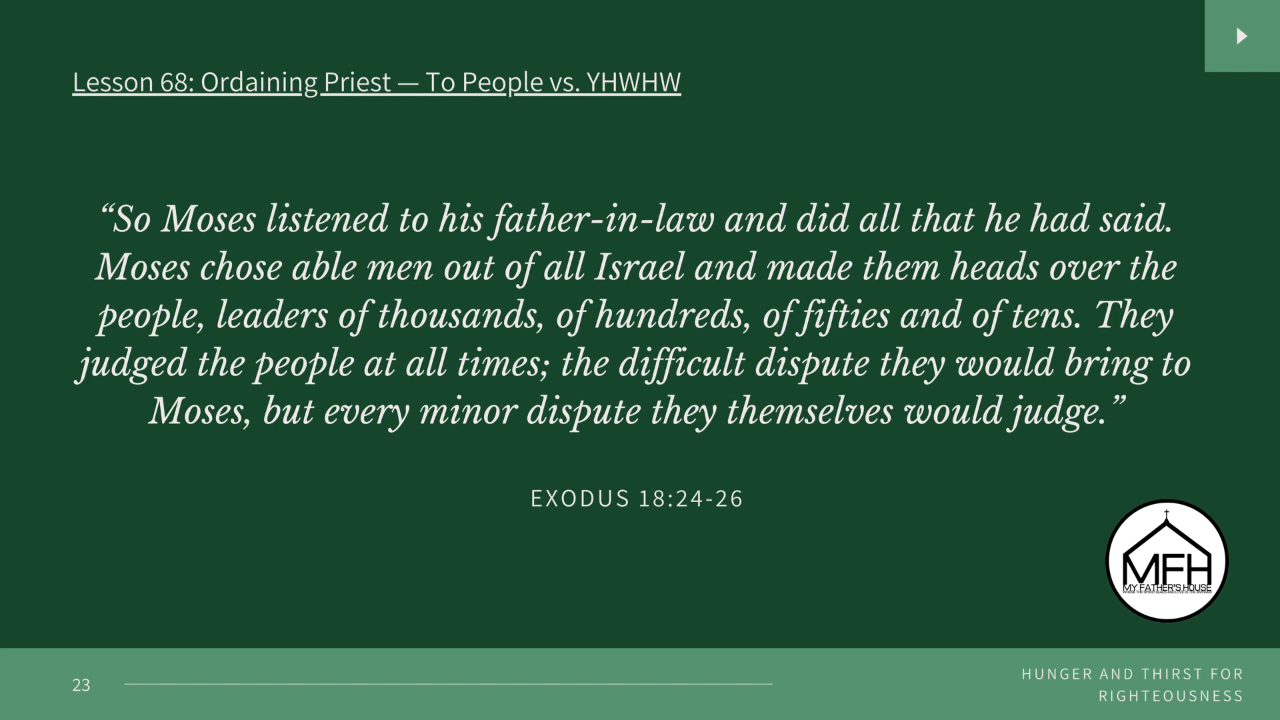 Lesson 68: Ordaining Priest — To People vs. YHWHW
“So Moses listened to his father-in-law and did all that he had said.
Moses chose able men out of all Israel and made them heads over the
people, leaders of thousands, of hundreds, of fifties and of tens. They
judged the people at all times; the difficult dispute they would bring to
Moses, but every minor dispute they themselves would judge.”
EXODUS 18:24-26
MFH
MY FATHER'S HOUSE
23
HUNGER AND THIRST FOR
RIGHTEOUSNESS